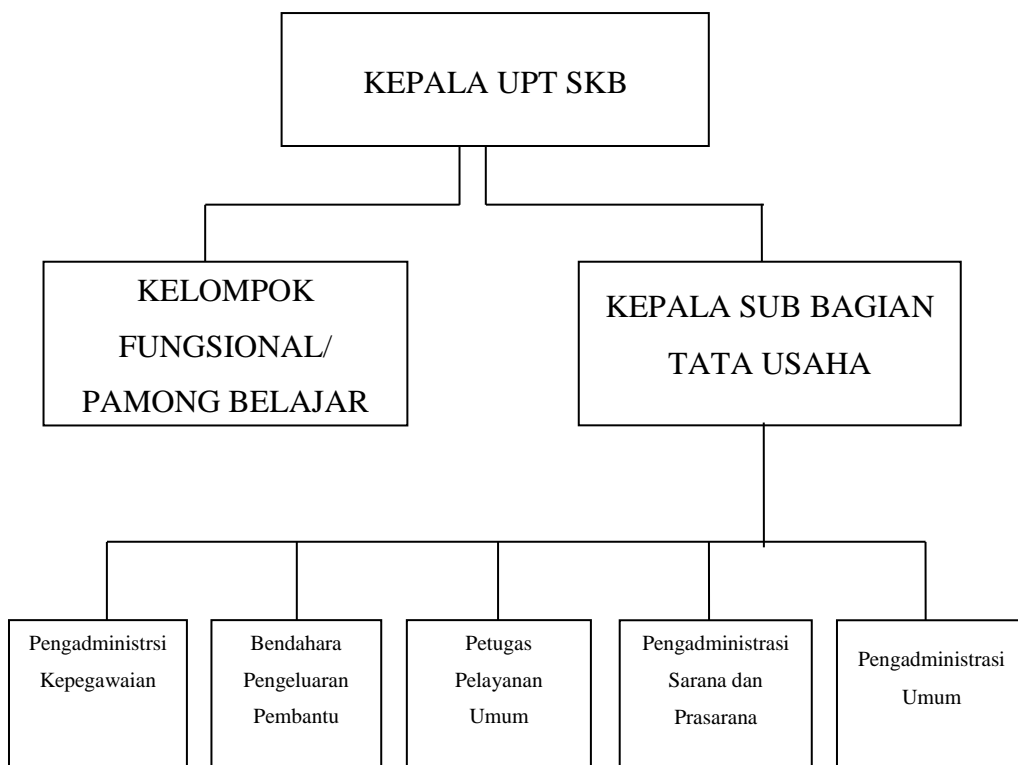 KEPALA UPT SKB
KELOMPOK
FUNGSIONAL/
PAMONG BELAJAR
KEPALA SUB BAGIAN
TATA USAHA
Pengadministrsi
Kepegawaian
Bendahara
Pengeluaran
Pembantu
Petugas
Pelayanan
Umum
Pengadministrasi
Sarana dan
Prasarana
Pengadministrasi
Umum